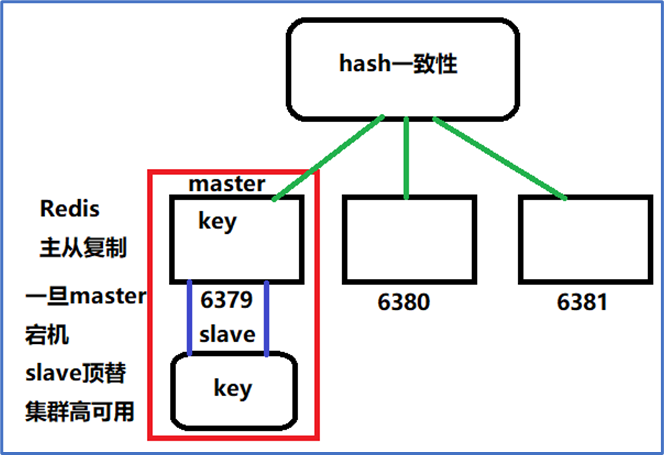 hash一致性
master
Redis
主从复制
key
一旦master
宕机
slave顶替
集群高可用
6379
slave
key
6380
6381